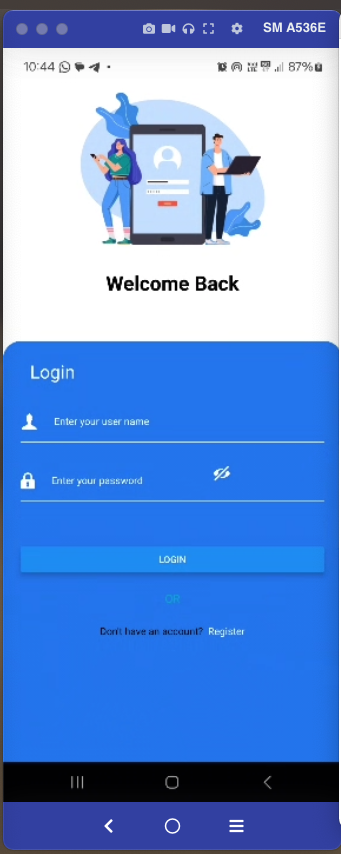 SM A536E
10:44 87%
Welcome Back
Login
Enter your user name
Enter your password
LOGIN
OR
Don't have an account? Register